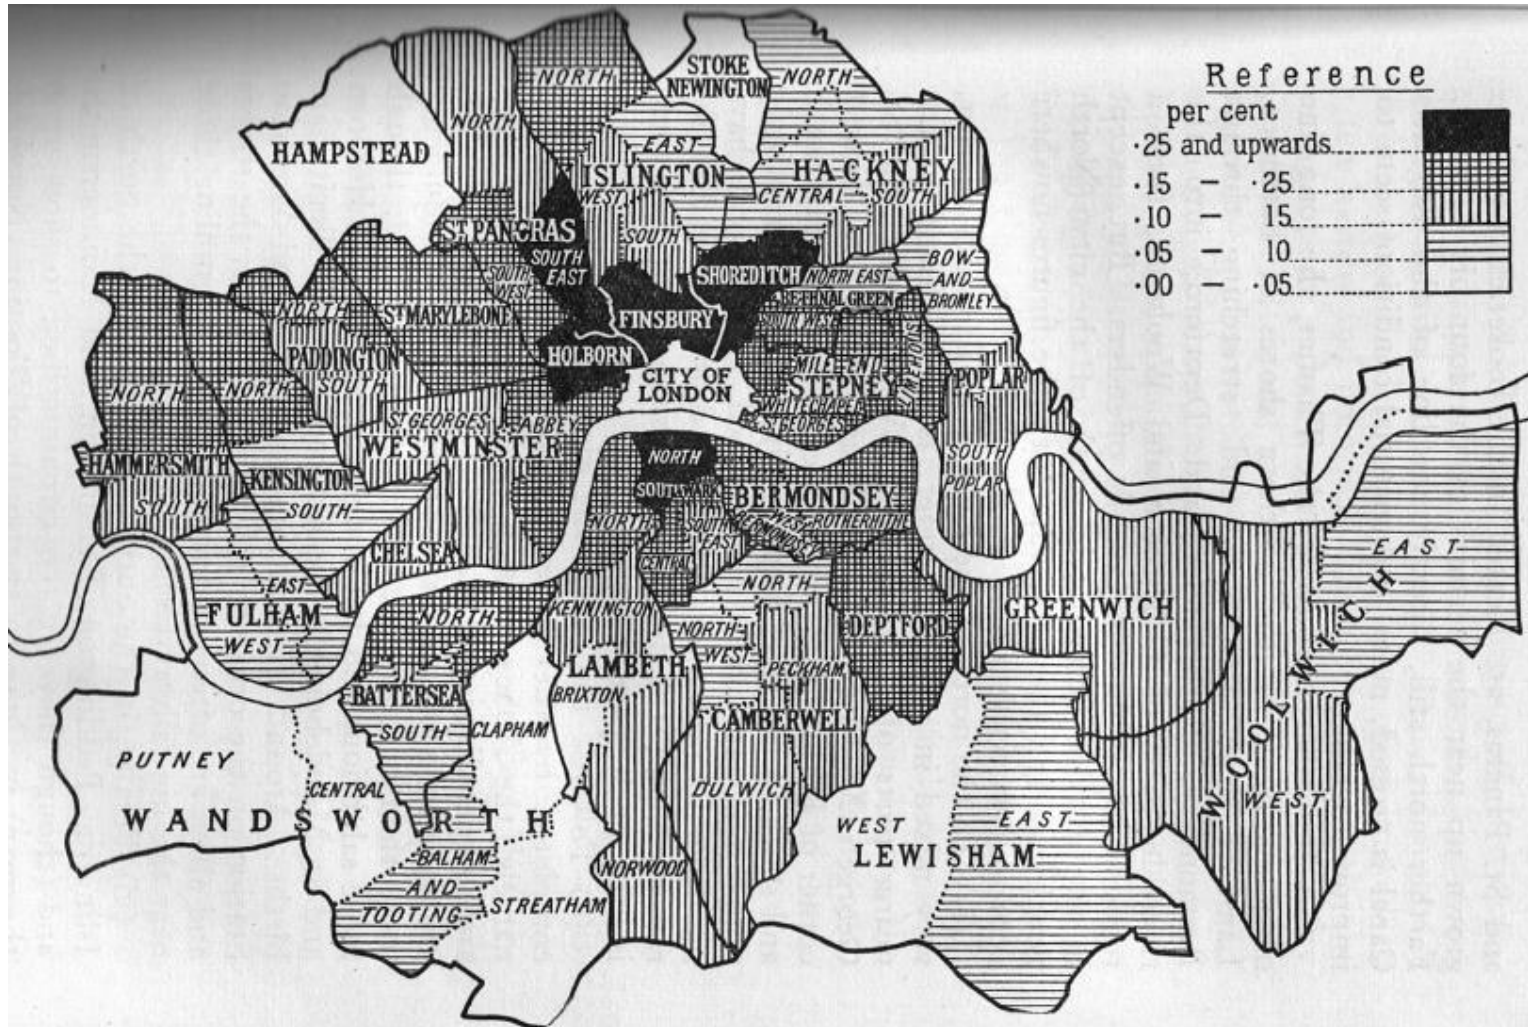 Reference
per cent
.25 and upwards
.15 — .25
.10 — 15
.05 — 10
.00 — .05
HAMPSTEAD
NORTH
NORTH
STOKE
NEWINGTON
NORTH
EAST
ISLINGTON
WEST
SOUTH
HACKNEY
CENTRAL
SOUTH
ST PANCRAS
SOUTH
EAST
SOUTH
WEST
SHOREDITCH
NORTH EAST
BETHNAL GREEN
SOUTH WEST
BOW
AND
BROMLEY
NORTH
ST MARYLEBONE
FINSBURY
HOLBORN
CITY OF
LONDON
MILE END
STEPNEY
LIMEHOUSE
WHITECHAPEL
ST GEORGES
POPLAR
SOUTH
POPLAR
PADDINGTON
SOUTH
NORTH
NORTH
ST GEORGES
ABBEY
WESTMINSTER
HAMMERSMITH
SOUTH
KENSINGTON
SOUTH
CHELSEA
NORTH
SOUTHWARK
SOUTH
EAST
CENTRAL
BERMONDSEY
WEST
BERMONDSEY
ROTHERHITHE
NORTH
EAST
FULHAM
WEST
NORTH
BATTERSEA
SOUTH
KENNINGTON
LAMBETH
BRIXTON
CLAPHAM
NORTH
NORTH
WEST
PECKHAM
CAMBERWELL
DULWICH
DEPTFORD
GREENWICH
EAST
WOOLWICH
WEST
PUTNEY
CENTRAL
WANDSWORTH
BALHAM
AND
TOOTING
STREATHAM
NORWOOD
WEST
EAST
LEWISHAM